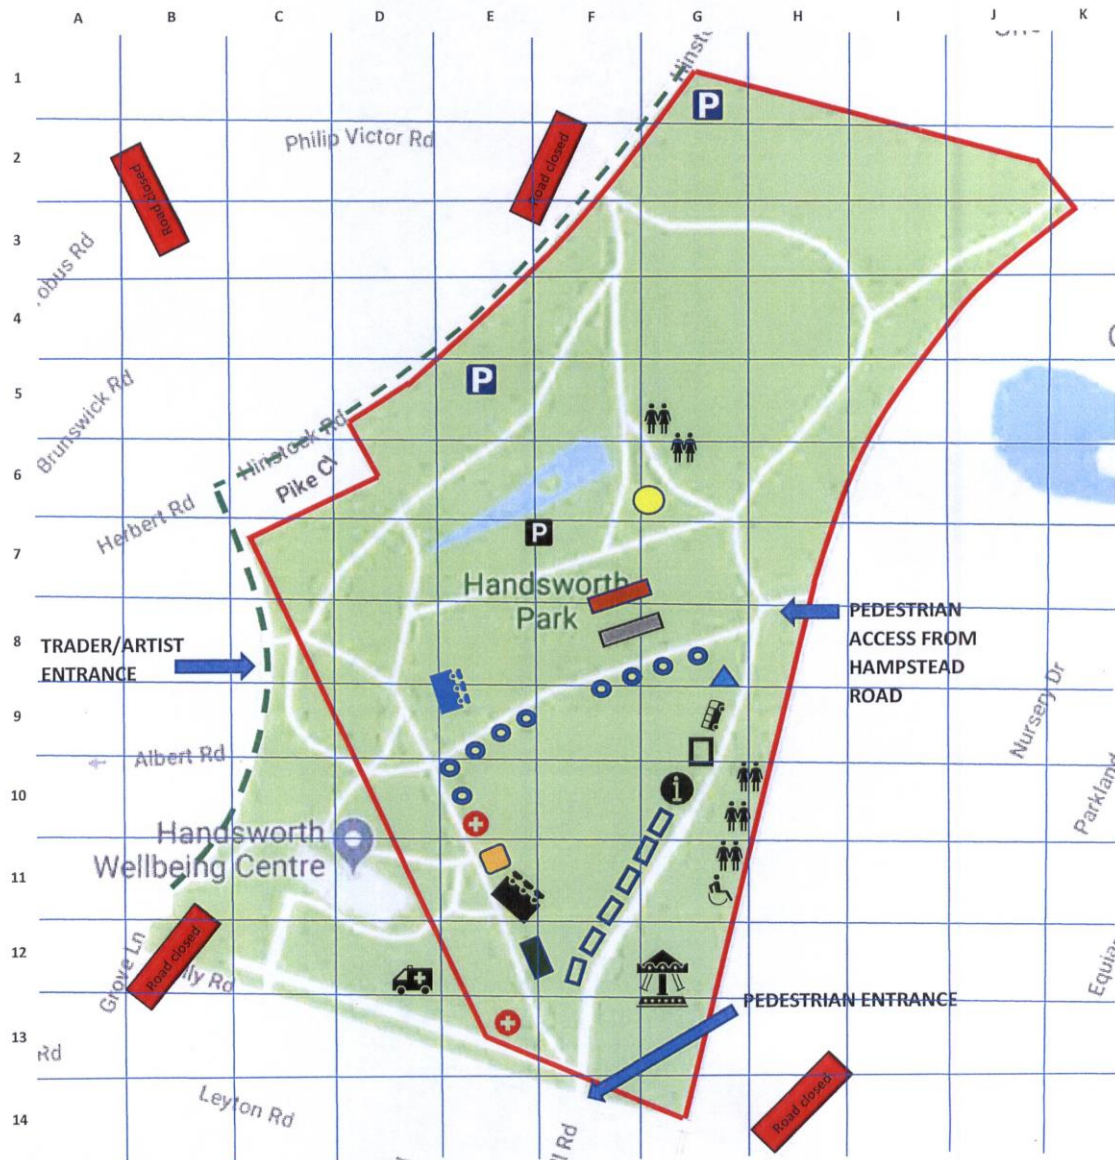 A B C D E F G H I J K
1
2
3
4
5
6
7
8
9
10
11
12
13
14
P
Philip Victor Rd
Road closed
Road closed
obus Rd
Brunswick Rd
P
Hinstock Rd
Pike Cl
Herbert Rd
P
Handsworth
Park
TRADER/ARTIST
ENTRANCE
PEDESTRIAN
ACCESS FROM
HAMPSTEAD
ROAD
Nursery Dr
Albert Rd
Parkland
i
Handsworth
Wellbeing Centre
Grove Ln
Road closed
ily Rd
PEDESTRIAN ENTRANCE
Rd
Leyton Rd
Road closed
Rd